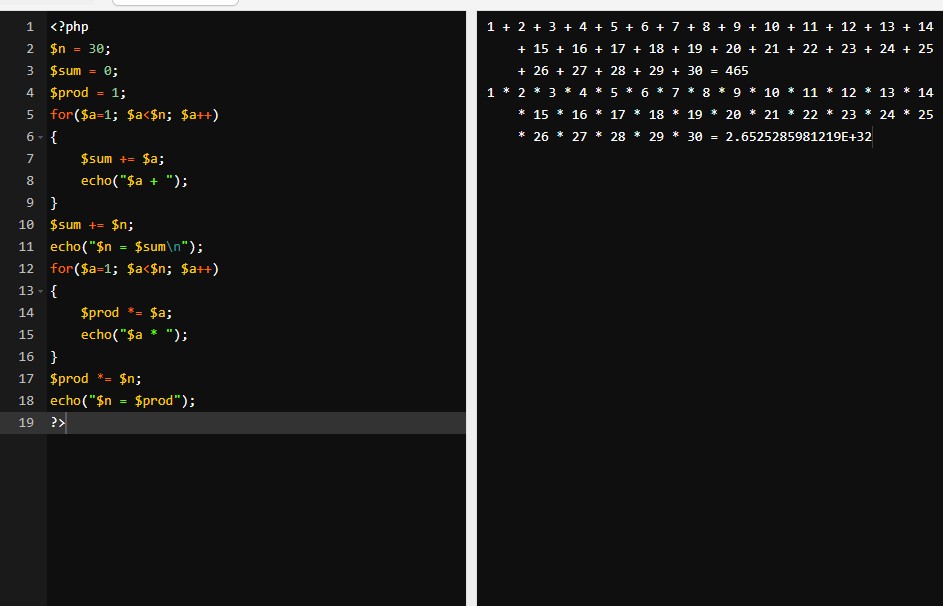 1 <?php
2 $n = 30;
3 $sum = 0;
4 $prod = 1;
5 for($a=1; $a<$n; $a++)
6 {
7     $sum += $a;
8     echo("$a + ");
9 }
10 $sum += $n;
11 echo("$n = $sum\n");
12 for($a=1; $a<$n; $a++)
13 {
14     $prod *= $a;
15     echo("$a * ");
16 }
17 $prod *= $n;
18 echo("$n = $prod");
19 ?>
1 + 2 + 3 + 4 + 5 + 6 + 7 + 8 + 9 + 10 + 11 + 12 + 13 + 14
    + 15 + 16 + 17 + 18 + 19 + 20 + 21 + 22 + 23 + 24 + 25
    + 26 + 27 + 28 + 29 + 30 = 465
1 * 2 * 3 * 4 * 5 * 6 * 7 * 8 * 9 * 10 * 11 * 12 * 13 * 14
    * 15 * 16 * 17 * 18 * 19 * 20 * 21 * 22 * 23 * 24 * 25
    * 26 * 27 * 28 * 29 * 30 = 2.6525285981219E+32